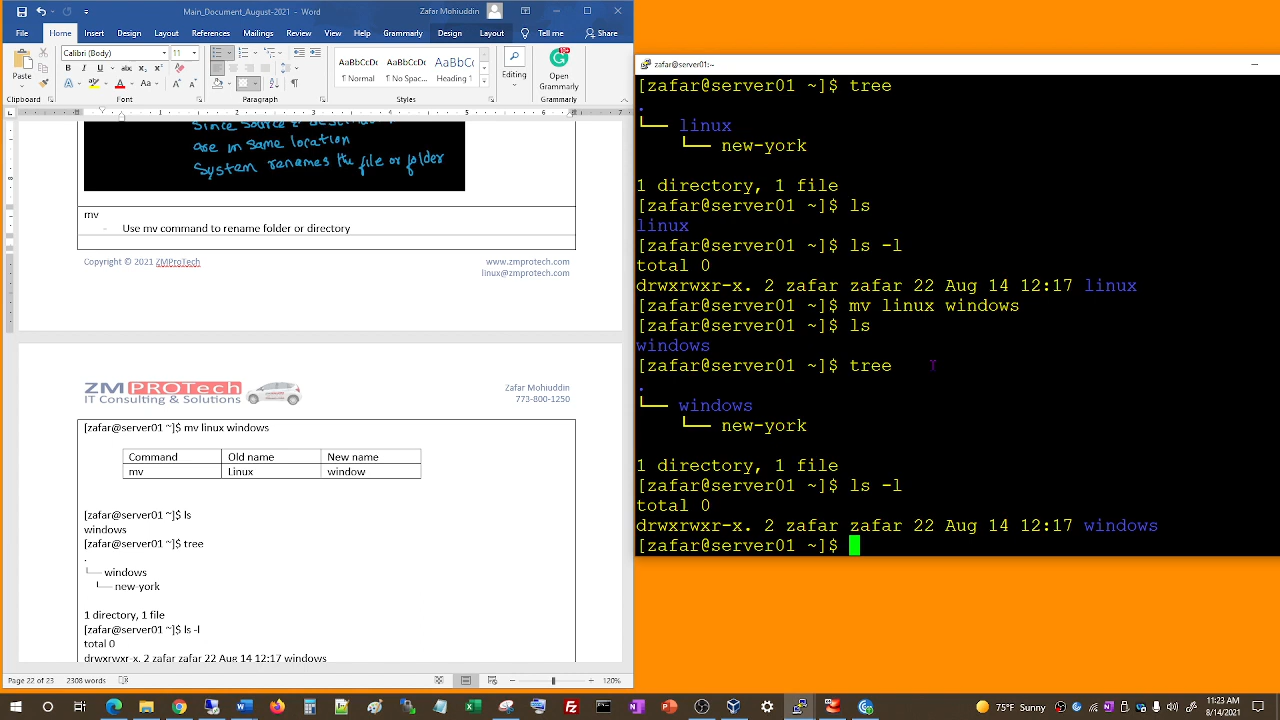 Main_Document_August-2021 - Word
Zafar Mohiuddin
File
Home
Insert
Draw
Design
Layout
References
Mailings
Review
View
Help
Grammarly
Design
Layout
Tell me
Share
Paste
Calibri (Body)
11
AaBbCcDc
AaBbCcDc
AaBbCc
¶ Normal
¶ No Spac...
Heading 1
Editing
Open
Grammarly
Clipboard
Font
Paragraph
Styles
are in same location
System renames the file or folder
mv
- Use mv command to rename folder or directory
Copyright © 2021 ZMProTech
www.zmprotech.com
linux@zmprotech.com
ZMPROTech
IT Consulting & Solutions
Zafar Mohiuddin
773-800-1250
[zafar@server01 ~]$ mv linux windows
Command Old name New name
mv Linux window
[zafar@server01 ~]$ ls
windows
[zafar@server01 ~]$ tree
.
└── windows
└── new-york
1 directory, 1 file
[zafar@server01 ~]$ ls -l
total 0
drwxrwxr-x. 2 zafar zafar 22 Aug 14 12:17 windows
Page 22 of 23
2308 words
120%
zafar@server01:~
[zafar@server01 ~]$ tree
.
└── linux
└── new-york
1 directory, 1 file
[zafar@server01 ~]$ ls
linux
[zafar@server01 ~]$ ls -l
total 0
drwxrwxr-x. 2 zafar zafar 22 Aug 14 12:17 linux
[zafar@server01 ~]$ mv linux windows
[zafar@server01 ~]$ ls
windows
[zafar@server01 ~]$ tree
.
└── windows
└── new-york
1 directory, 1 file
[zafar@server01 ~]$ ls -l
total 0
drwxrwxr-x. 2 zafar zafar 22 Aug 14 12:17 windows
[zafar@server01 ~]$
75°F Sunny
11:23 AM
8/14/2021